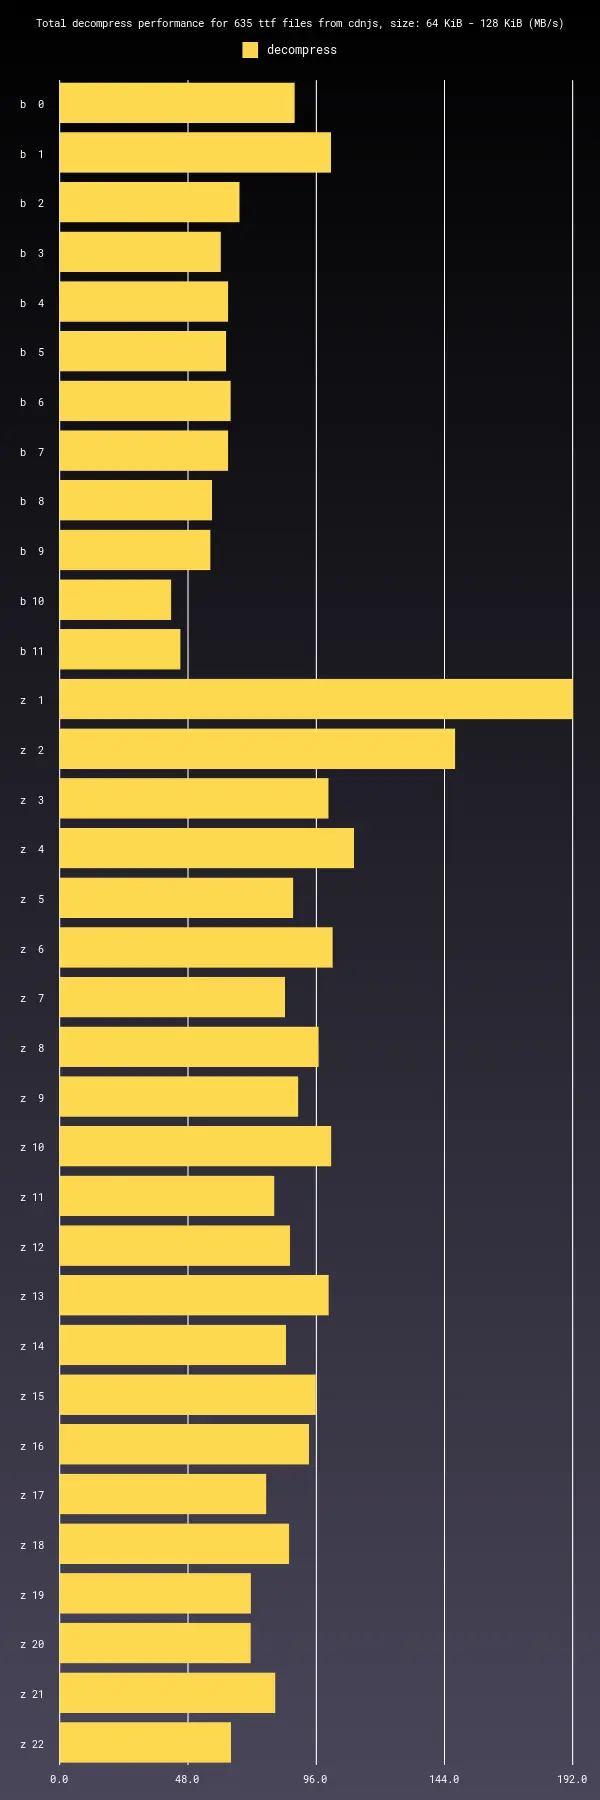 Total decompress performance for 635 ttf files from cdnjs, size: 64 KiB - 128 KiB (MB/s)
decompress
b 0
b 1
b 2
b 3
b 4
b 5
b 6
b 7
b 8
b 9
b 10
b 11
z 1
z 2
z 3
z 4
z 5
z 6
z 7
z 8
z 9
z 10
z 11
z 12
z 13
z 14
z 15
z 16
z 17
z 18
z 19
z 20
z 21
z 22
0.0 48.0 96.0 144.0 192.0